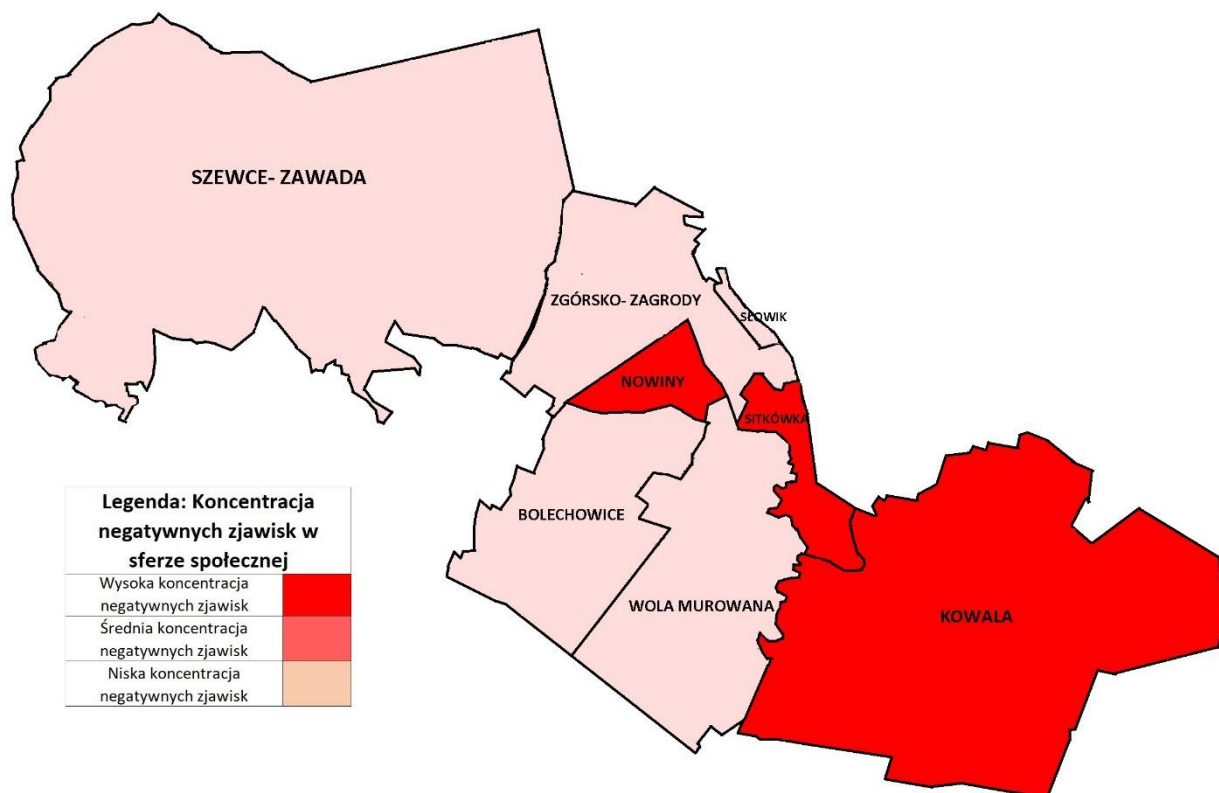 SZEWCE- ZAWADA
ZGÓRSKO- ZAGRODY
SŁOWIK
NOWINY
SITKÓWKA
BOLECHOWICE
WOLA MUROWANA
KOWALA
Legenda: Koncentracja
negatywnych zjawisk w
sferze społecznej
Wysoka koncentracja
negatywnych zjawisk
Średnia koncentracja
negatywnych zjawisk
Niska koncentracja
negatywnych zjawisk